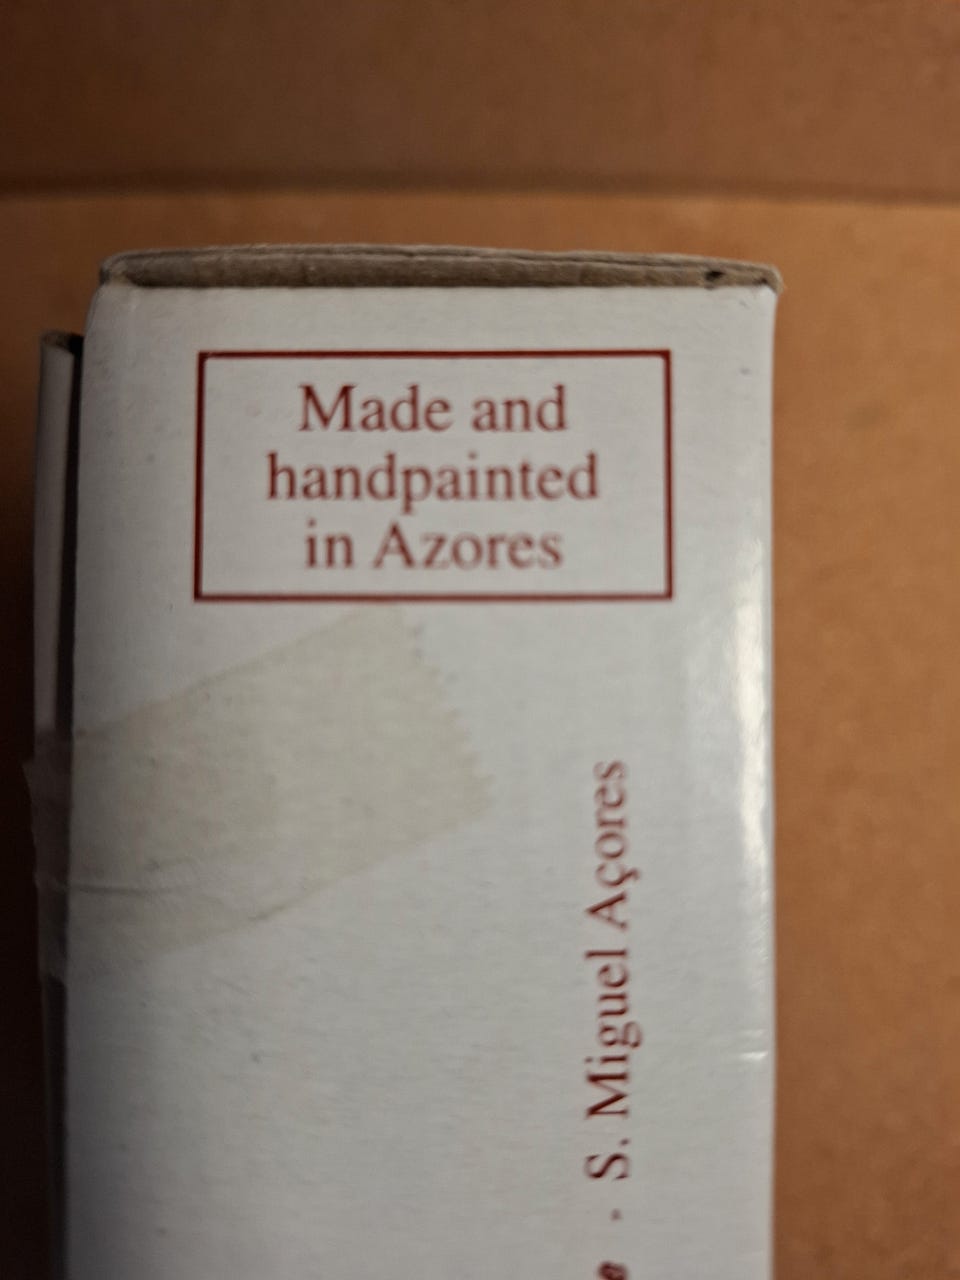 Made and
handpainted
in Azores
- S. Miguel Açores